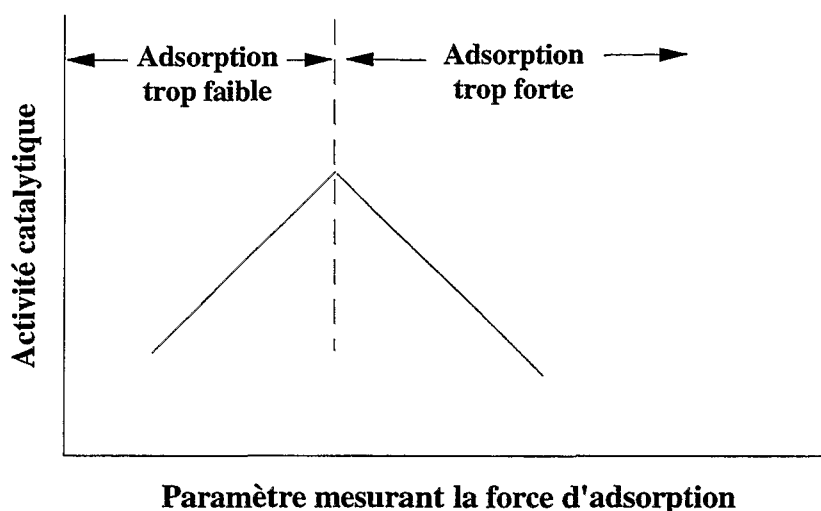 Adsorption
trop faible
Adsorption
trop forte
Activité catalytique
Paramètre mesurant la force d'adsorption